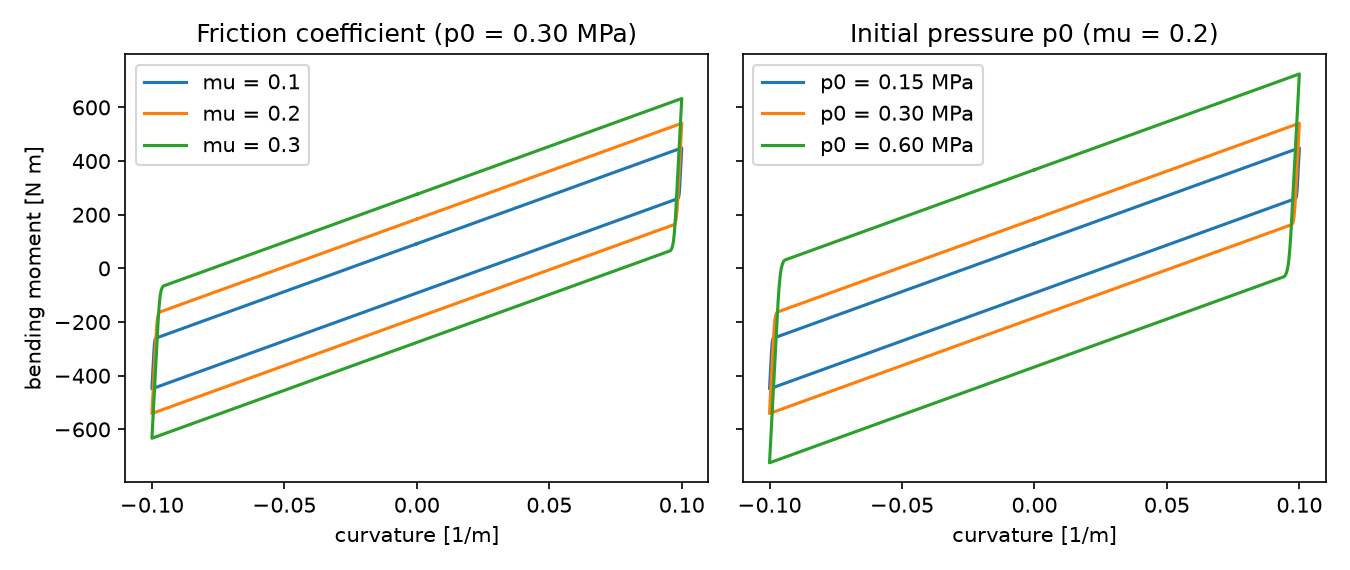 Friction coefficient (p0 = 0.30 MPa)
mu = 0.1
mu = 0.2
mu = 0.3
600
400
200
0
−200
−400
−600
bending moment [N m]
−0.10
−0.05
0.00
0.05
0.10
curvature [1/m]
Initial pressure p0 (mu = 0.2)
p0 = 0.15 MPa
p0 = 0.30 MPa
p0 = 0.60 MPa
−0.10
−0.05
0.00
0.05
0.10
curvature [1/m]